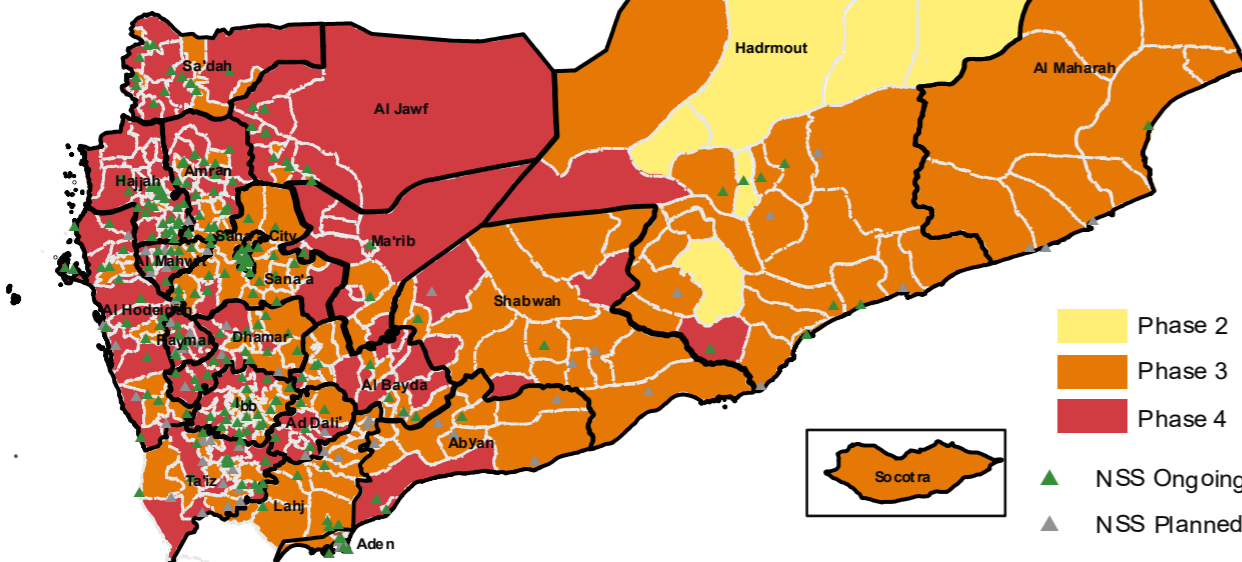 Hadrmout
Al Maharah
Sa'dah
Al Jawf
Amran
Hajjah
Sana'a City
Ma'rib
Al Mahwit
Sana'a
Shabwah
Al Hodeidah
Raymah
Dhamar
Al Bayda
Ibb
Ad Dali'
Abyan
Ta'iz
Lahj
Aden
Socotra
Phase 2
Phase 3
Phase 4
NSS Ongoing
NSS Planned